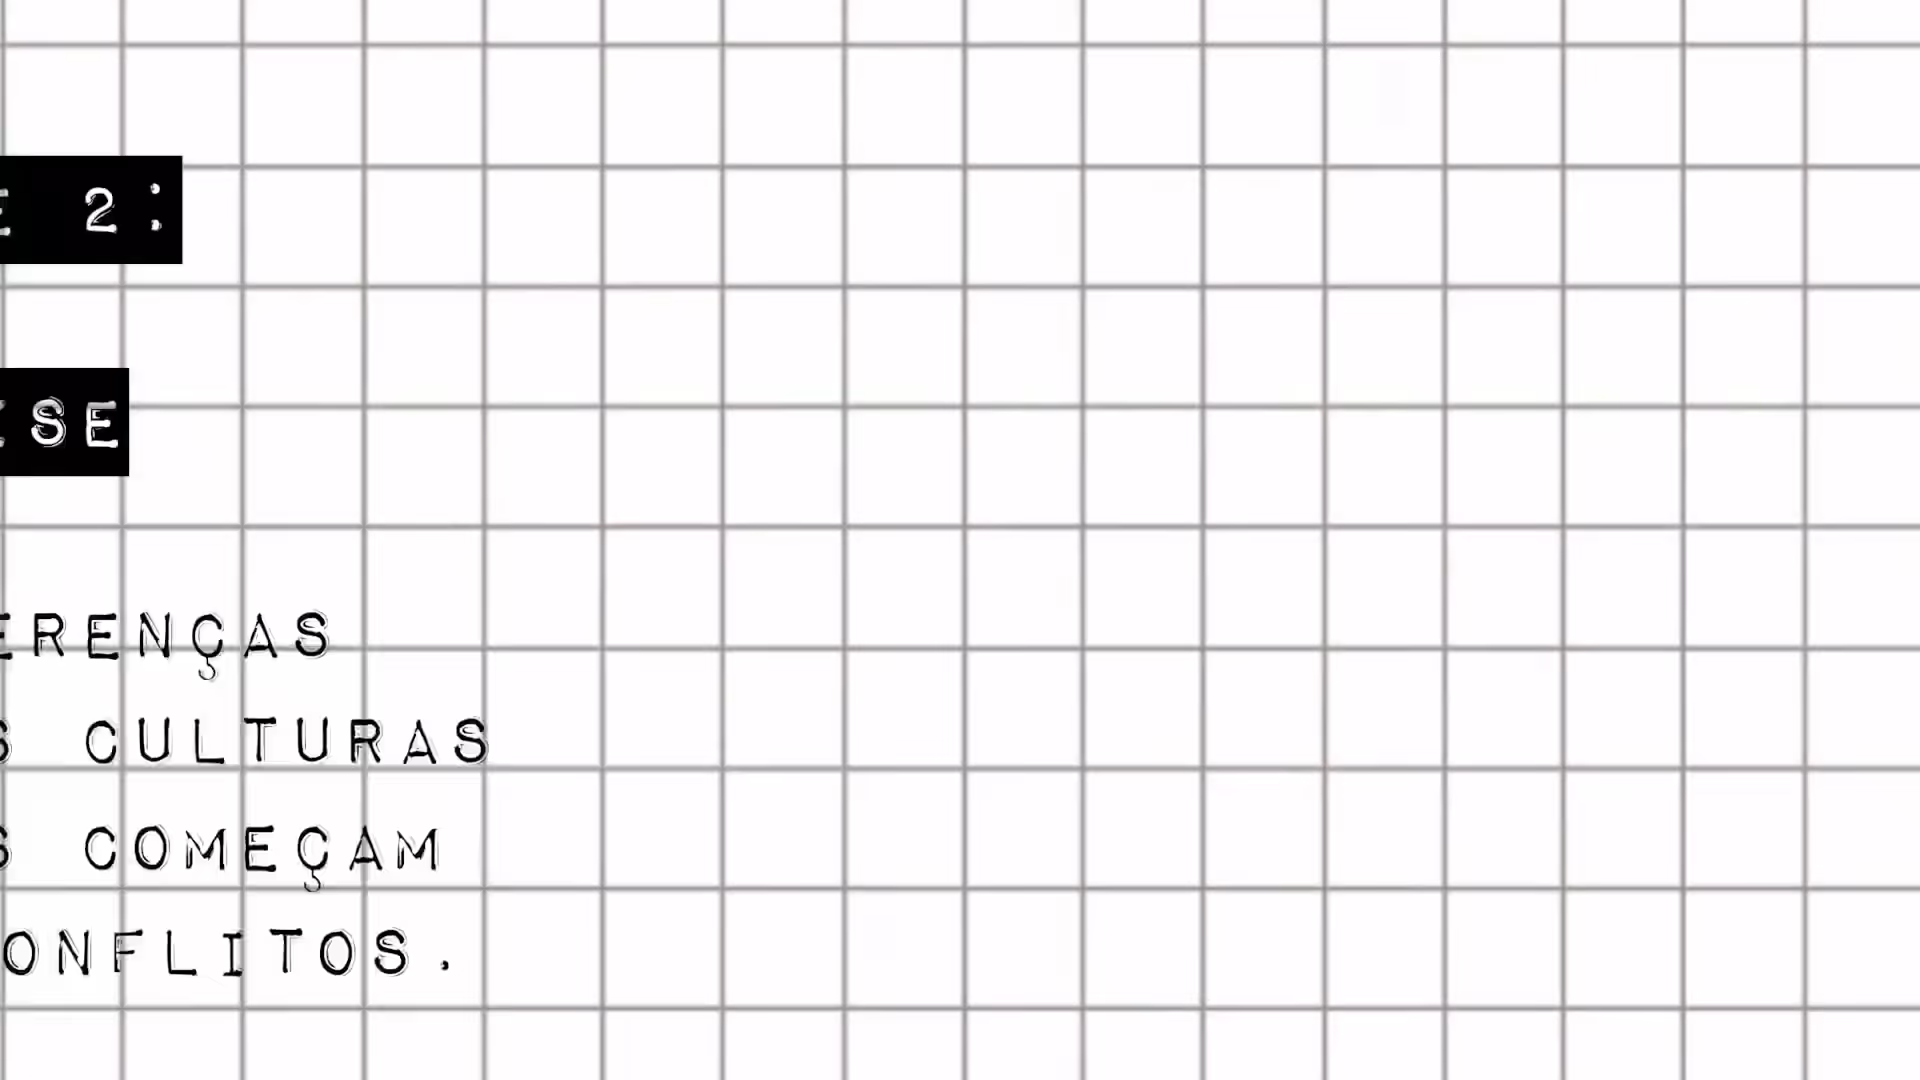 E 2:
SE
ERENÇAS
S CULTURAS
S COMEÇAM
ONFLITOS.